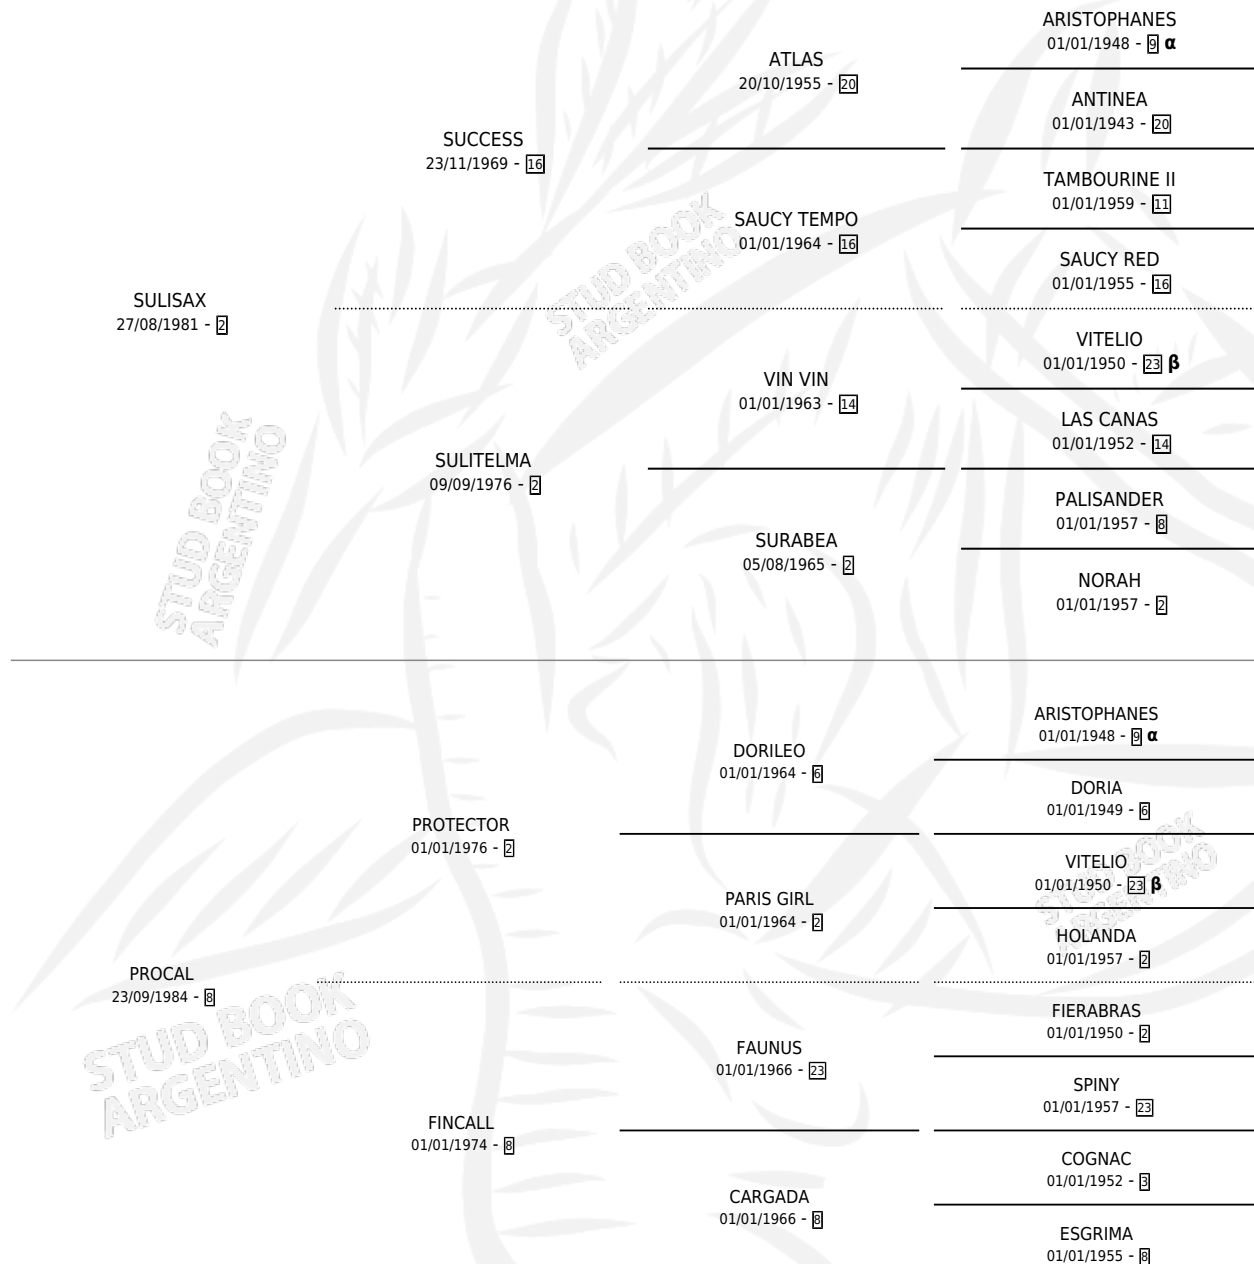 ARISTOPHANES
01/01/1948 - 9 α
ATLAS
20/10/1955 - 20
ANTINEA
01/01/1943 - 20
SUCCESS
23/11/1969 - 16
TAMBOURINE II
01/01/1959 - 11
SAUCY TEMPO
01/01/1964 - 16
SAUCY RED
01/01/1955 - 16
SULISAX
27/08/1981 - 2
VITELIO
01/01/1950 - 23 β
VIN VIN
01/01/1963 - 14
LAS CANAS
01/01/1952 - 14
SULITELMA
09/09/1976 - 2
PALISANDER
01/01/1957 - 8
SURABEA
05/08/1965 - 2
NORAH
01/01/1957 - 2
STUD BOOK
ARGENTINO
STUD BOOK
ARGENTINO
ARISTOPHANES
01/01/1948 - 9 α
DORILEO
01/01/1964 - 6
DORIA
01/01/1949 - 6
PROTECTOR
01/01/1976 - 2
VITELIO
01/01/1950 - 23 β
PARIS GIRL
01/01/1964 - 2
HOLANDA
01/01/1957 - 2
STUD BOOK
ARGENTINO
PROCAL
23/09/1984 - 8
FIERABRAS
01/01/1950 - 2
FAUNUS
01/01/1966 - 23
SPINY
01/01/1957 - 23
FINCALL
01/01/1974 - 8
COGNAC
01/01/1952 - 3
CARGADA
01/01/1966 - 8
ESGRIMA
01/01/1955 - 8
STUD BOOK
ARGENTINO